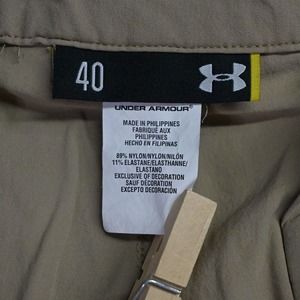 40
UNDER ARMOUR
MADE IN PHILIPPINES
FABRIQUÉ AUX
PHILIPPINES
HECHO EN FILIPINAS
89% NYLON/NYLON/NILÓN
11% ELASTANE/ELASTHANNE/
ELASTANO
EXCLUSIVE OF DECORATION
SAUF DÉCORATION
EXCEPTO DECORACIÓN